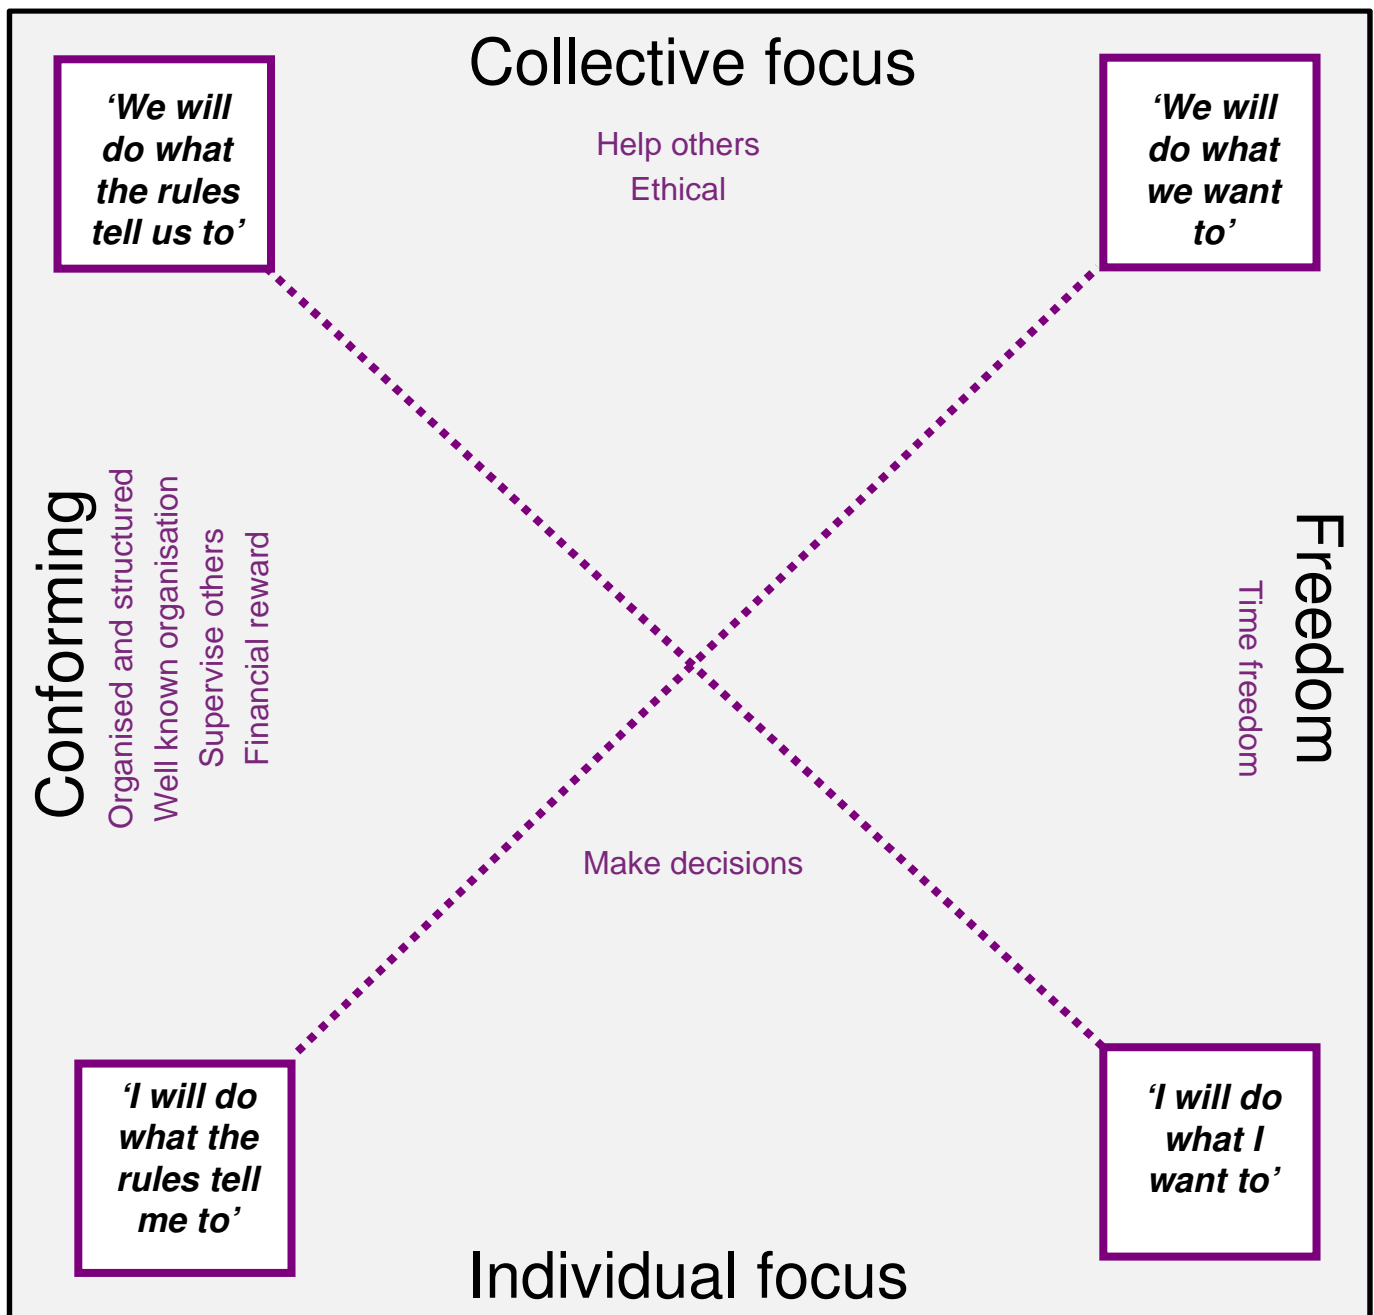 Collective focus
Help others
Ethical
‘We will
do what
the rules
tell us to’
‘We will
do what
we want
to’
Conforming
Organised and structured
Well known organisation
Supervise others
Financial reward
Freedom
Time freedom
Make decisions
‘I will do
what the
rules tell
me to’
‘I will do
what I
want to’
Individual focus